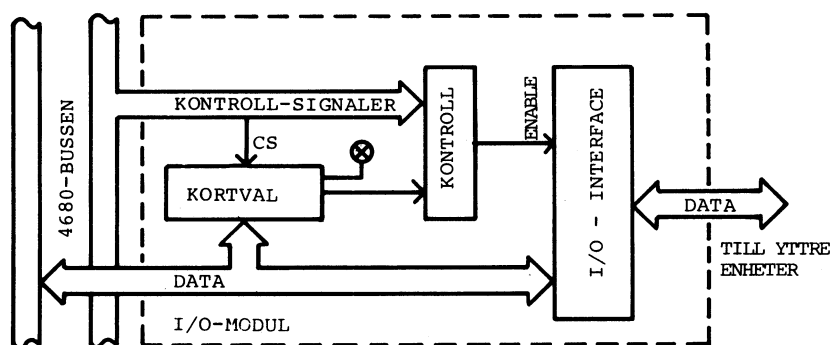 4680-BUSSEN
KONTROLL-SIGNALER
CS
KORTVAL
KONTROLL
ENABLE
I/O - INTERFACE
DATA
TILL YTTRE
ENHETER
DATA
I/O-MODUL